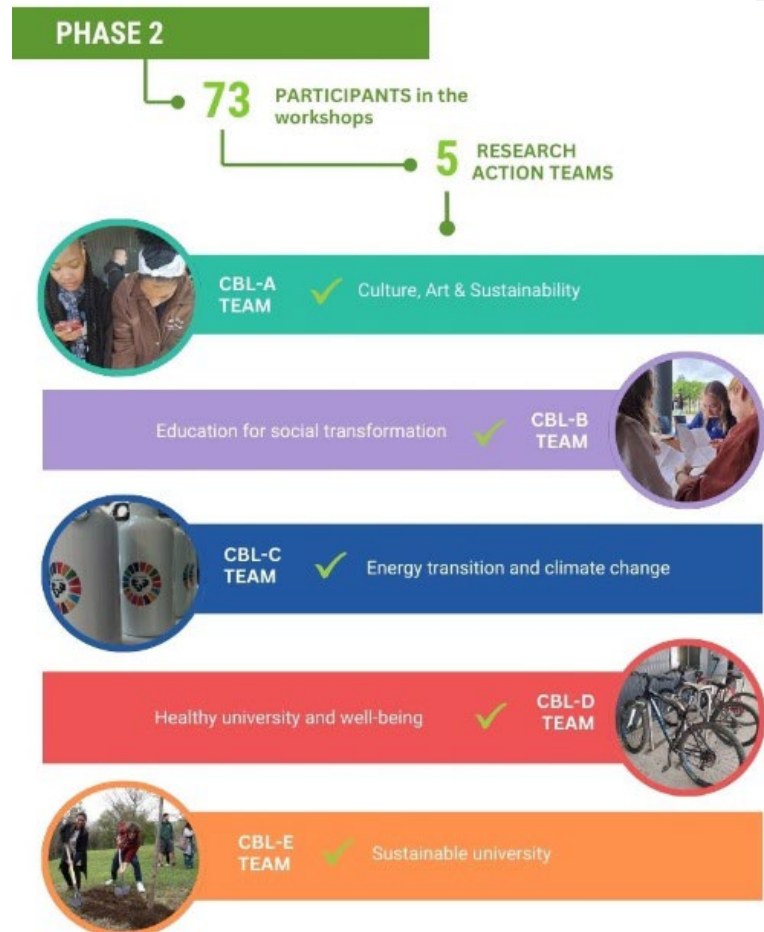 PHASE 2
73
PARTICIPANTS in the
workshops
5
RESEARCH
ACTION TEAMS
CBL-A
TEAM
Culture, Art & Sustainability
Education for social transformation
CBL-B
TEAM
CBL-C
TEAM
Energy transition and climate change
Healthy university and well-being
CBL-D
TEAM
CBL-E
TEAM
Sustainable university